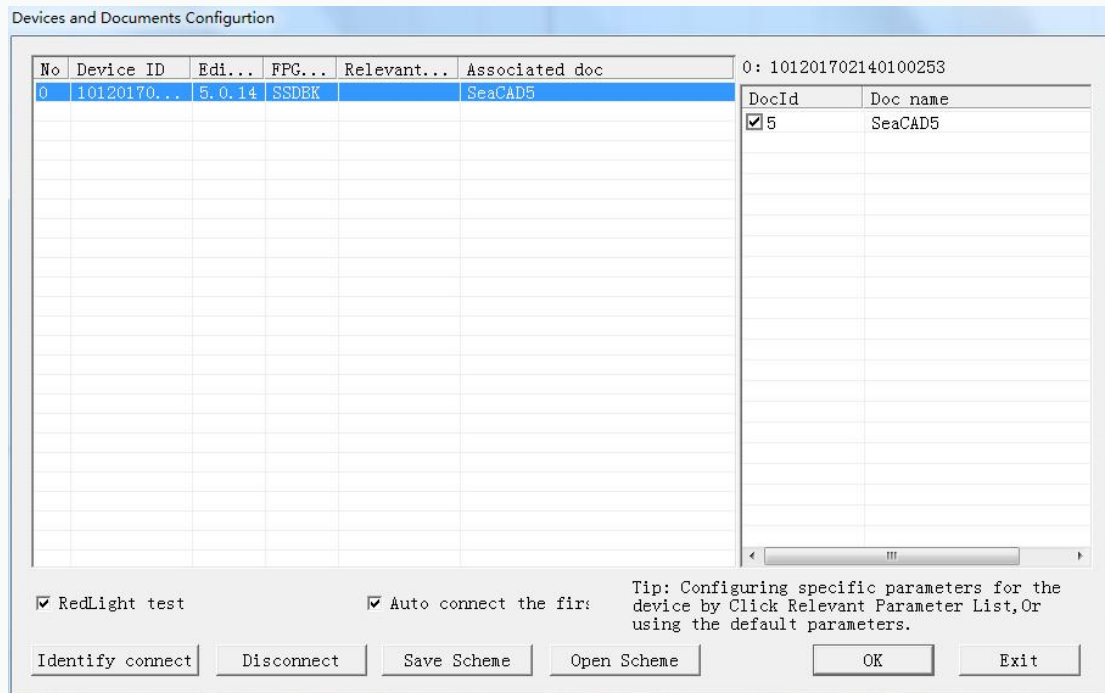 Devices and Documents Configurtion
No Device ID Edi... FPG... Relevant... Associated doc
0 10120170... 5.0.14 SSDBK SeaCAD5
0: 101201702140100253
DocId Doc name
5 SeaCAD5
RedLight test
Auto connect the firs
Tip: Configuring specific parameters for the
device by Click Relevant Parameter List,Or
using the default parameters.
Identify connect Disconnect Save Scheme Open Scheme OK Exit